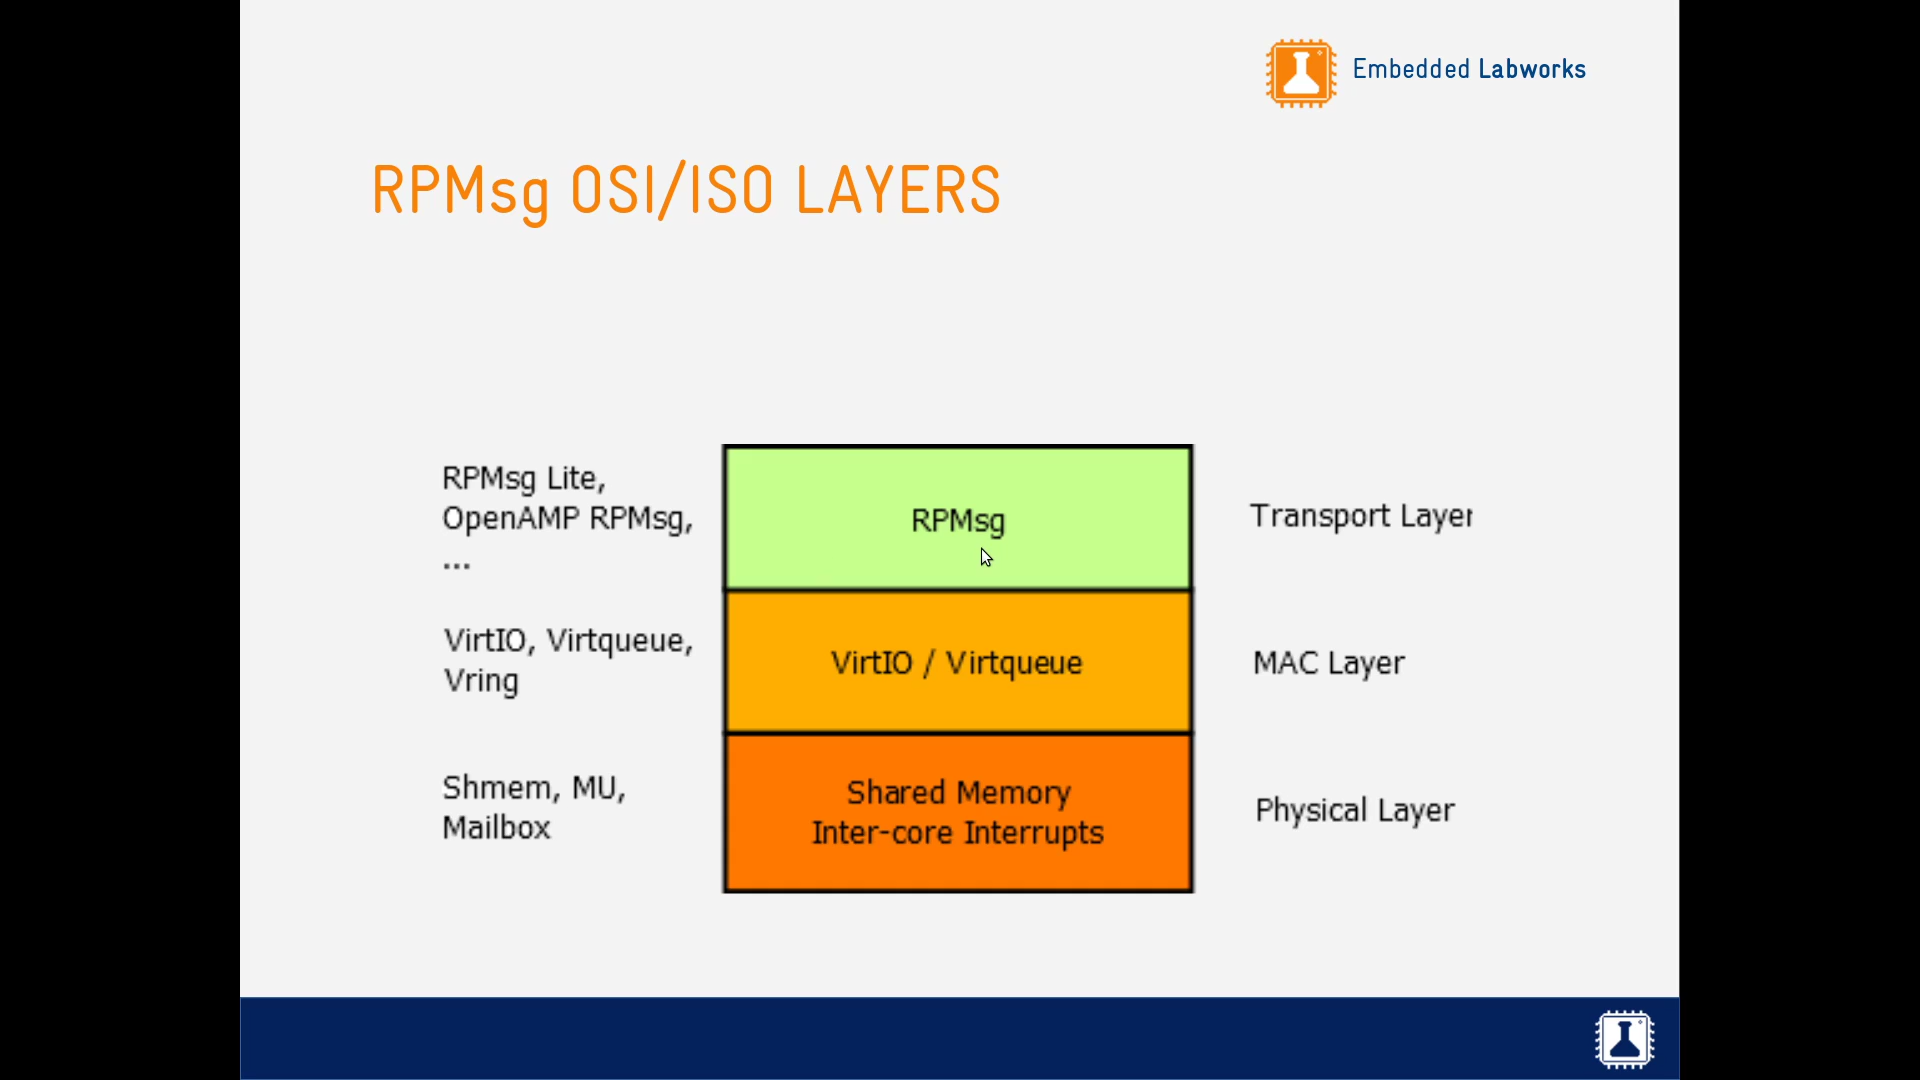 Embedded Labworks
RPMsg OSI/ISO LAYERS
RPMsg Lite,
OpenAMP RPMsg,
...
RPMsg
Transport Layer
VirtIO, Virtqueue,
Vring
VirtIO / Virtqueue
MAC Layer
Shmem, MU,
Mailbox
Shared Memory
Inter-core Interrupts
Physical Layer